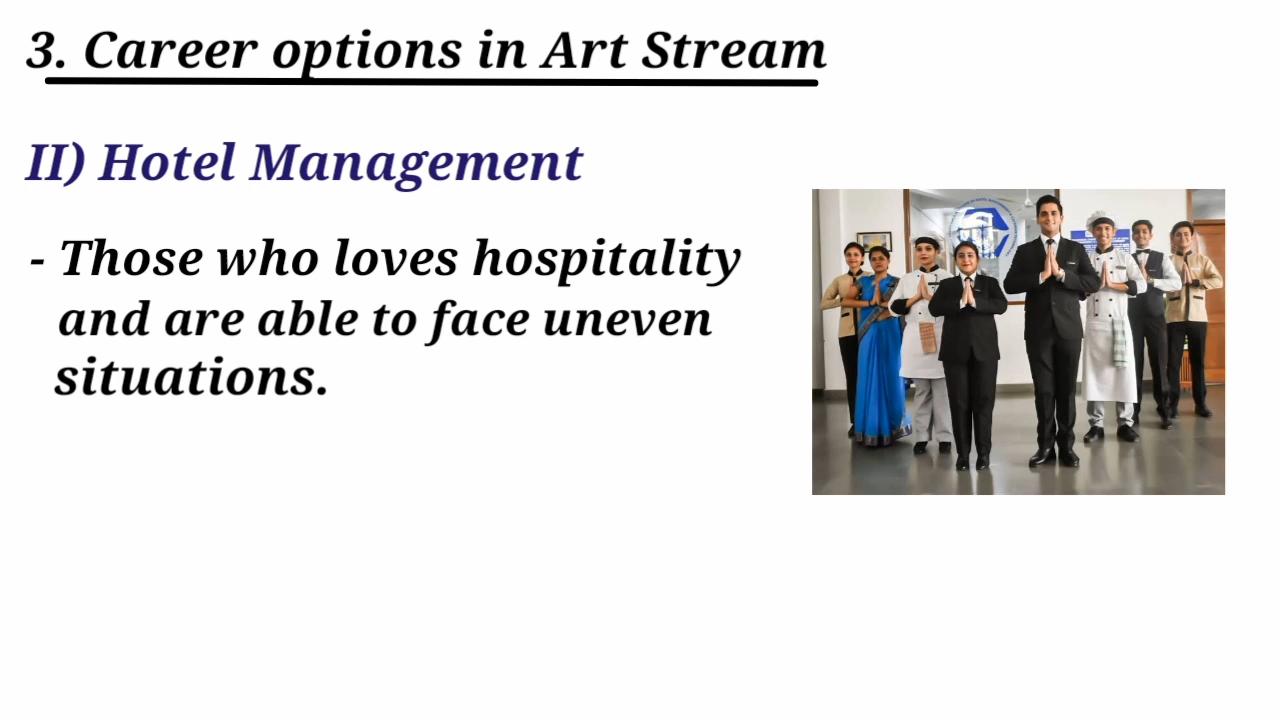 3. Career options in Art Stream
II) Hotel Management
- Those who loves hospitality
and are able to face uneven
situations.